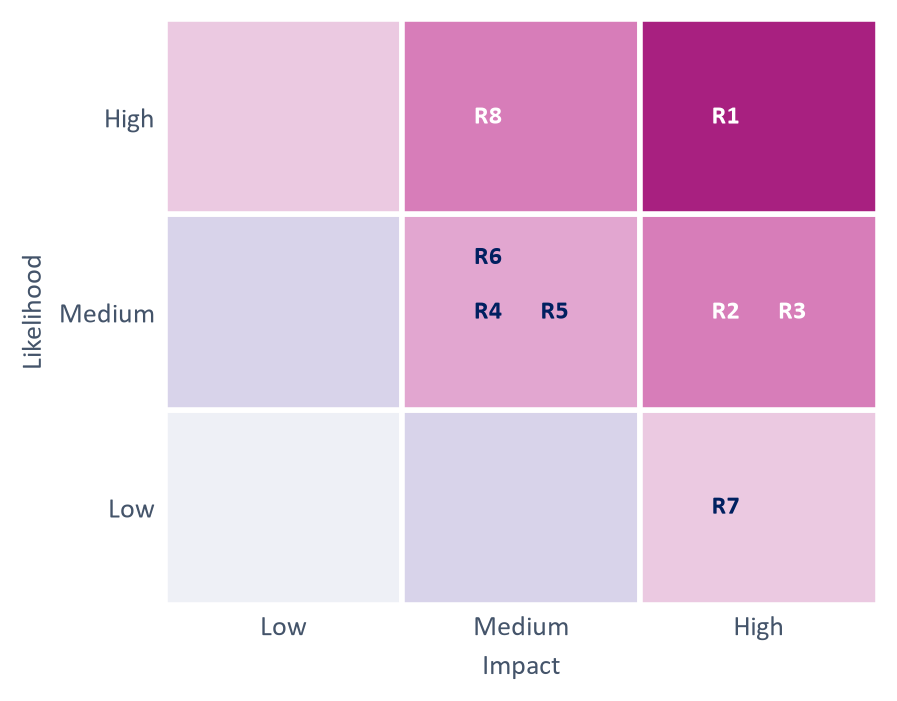 High
R8 R1
Likelihood
R6
Medium
R4 R5 R2 R3
Low
R7
Low Medium High
Impact